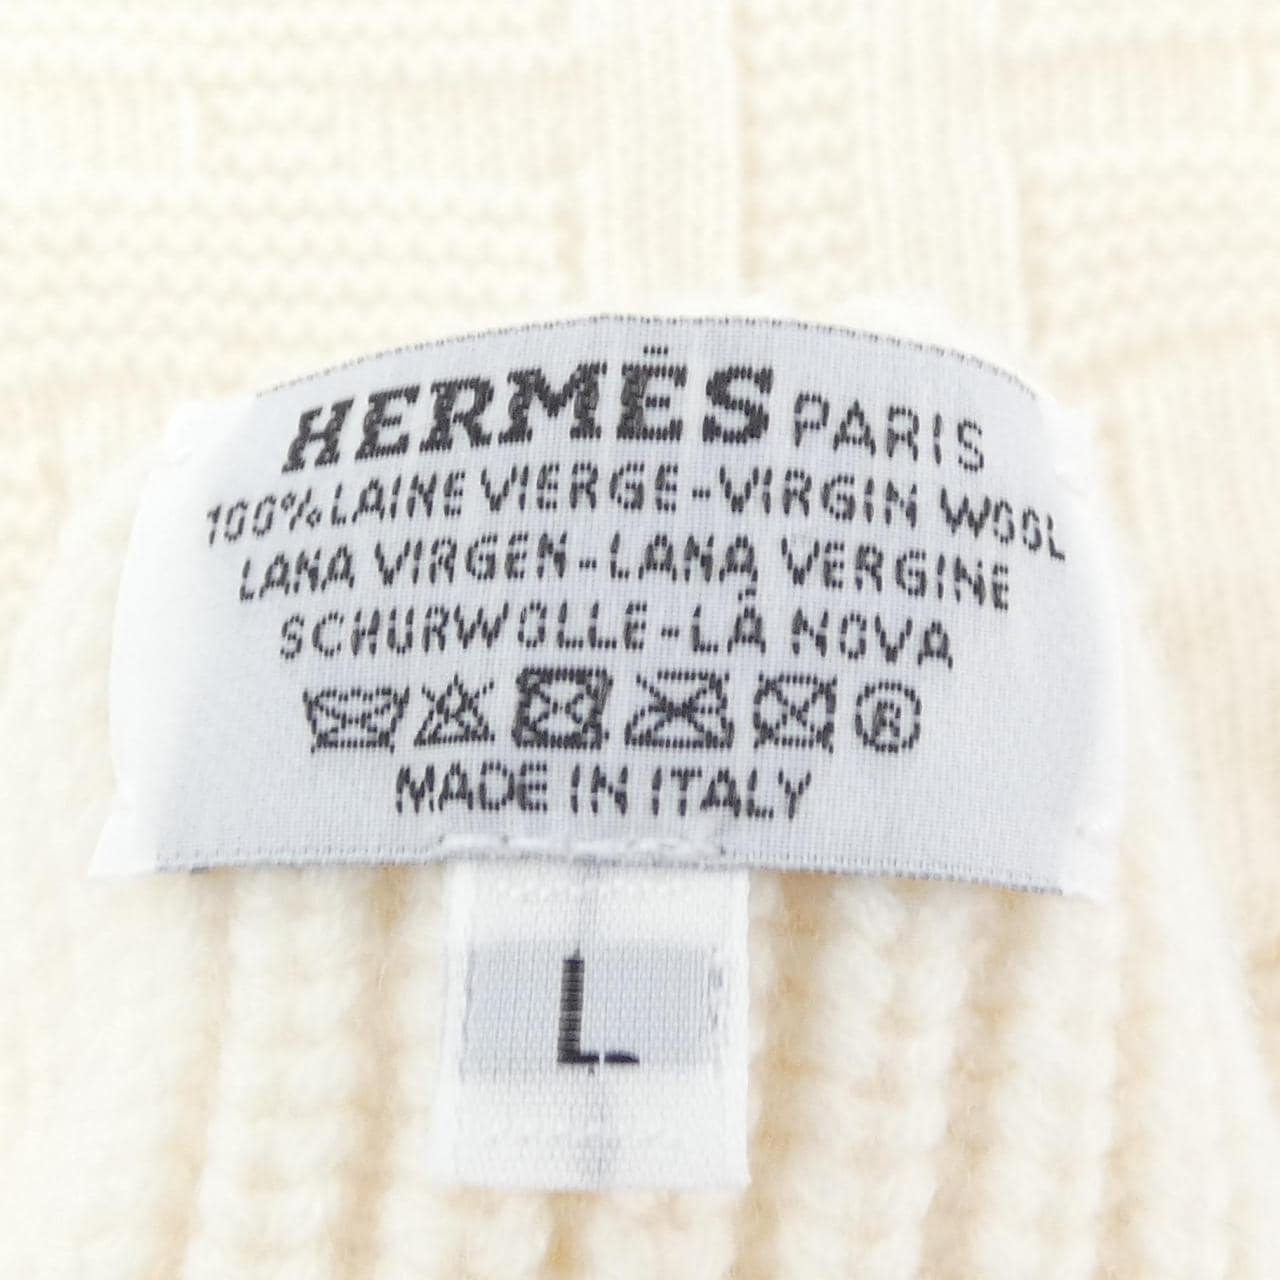 HERMÈS PARIS
100% LAINE VIERGE-VIRGIN WOOL
LANA VIRGEN-LANA VERGINE
SCHURWOLLE-LÃ NOVA
®
MADE IN ITALY
L